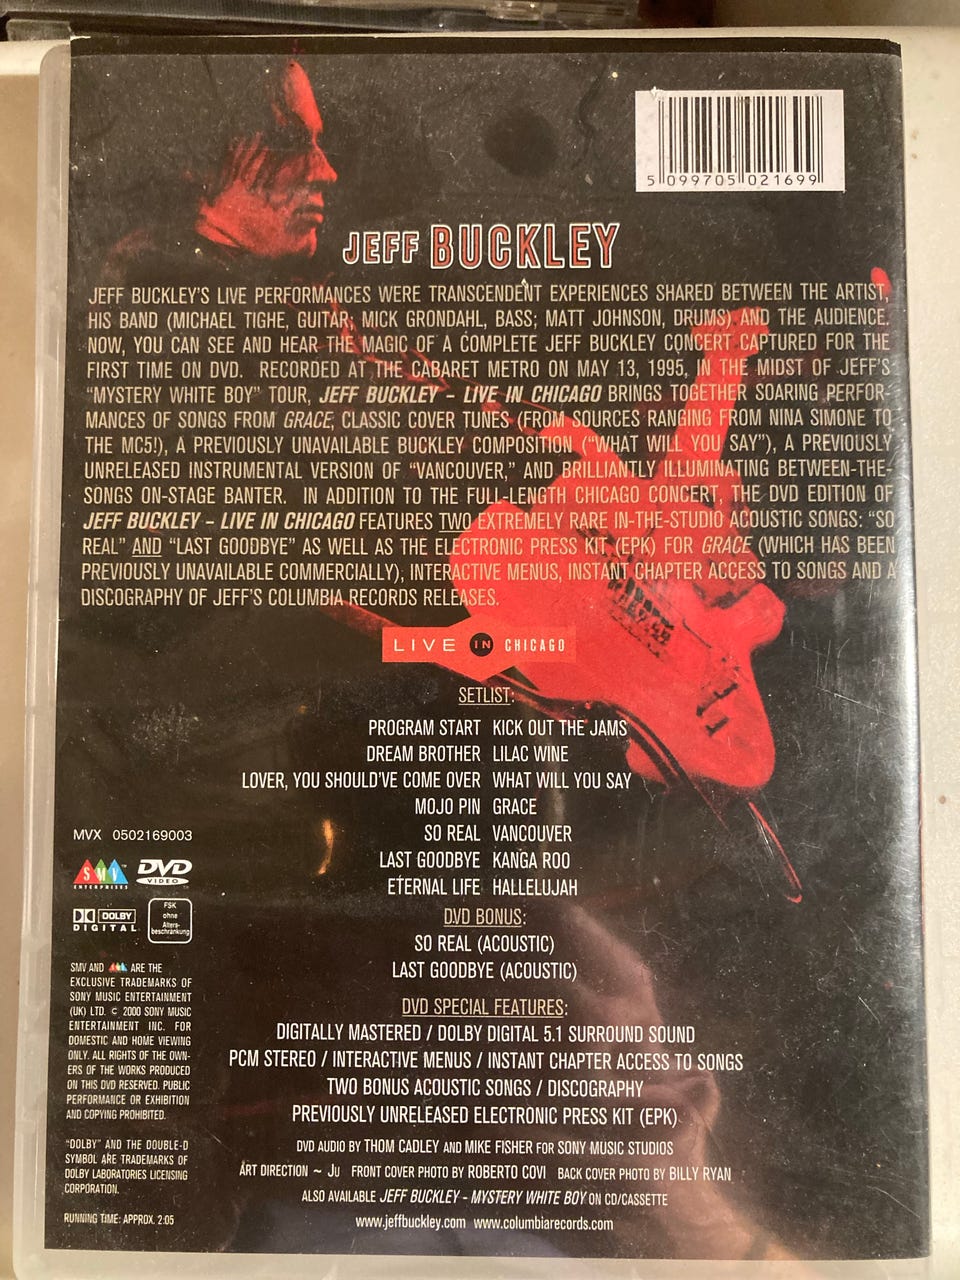 5 099705 021699
JEFF BUCKLEY
JEFF BUCKLEY'S LIVE PERFORMANCES WERE TRANSCENDENT EXPERIENCES SHARED BETWEEN THE ARTIST,
HIS BAND (MICHAEL TIGHE, GUITAR; MICK GRONDAHL, BASS; MATT JOHNSON, DRUMS) AND THE AUDIENCE.
NOW, YOU CAN SEE AND HEAR THE MAGIC OF A COMPLETE JEFF BUCKLEY CONCERT CAPTURED FOR THE
FIRST TIME ON DVD. RECORDED AT THE CABARET METRO ON MAY 13, 1995, IN THE MIDST OF JEFF'S
"MYSTERY WHITE BOY" TOUR, JEFF BUCKLEY – LIVE IN CHICAGO BRINGS TOGETHER SOARING PERFOR-
MANCES OF SONGS FROM GRACE, CLASSIC COVER TUNES (FROM SOURCES RANGING FROM NINA SIMONE TO
THE MC5!), A PREVIOUSLY UNAVAILABLE BUCKLEY COMPOSITION ("WHAT WILL YOU SAY"), A PREVIOUSLY
UNRELEASED INSTRUMENTAL VERSION OF "VANCOUVER," AND BRILLIANTLY ILLUMINATING BETWEEN-THE-
SONGS ON-STAGE BANTER. IN ADDITION TO THE FULL-LENGTH CHICAGO CONCERT, THE DVD EDITION OF
JEFF BUCKLEY – LIVE IN CHICAGO FEATURES TWO EXTREMELY RARE IN-THE-STUDIO ACOUSTIC SONGS: "SO
REAL" AND "LAST GOODBYE" AS WELL AS THE ELECTRONIC PRESS KIT (EPK) FOR GRACE (WHICH HAS BEEN
PREVIOUSLY UNAVAILABLE COMMERCIALLY), INTERACTIVE MENUS, INSTANT CHAPTER ACCESS TO SONGS AND A
DISCOGRAPHY OF JEFF'S COLUMBIA RECORDS RELEASES.
LIVE IN CHICAGO
SETLIST:
PROGRAM START KICK OUT THE JAMS
DREAM BROTHER LILAC WINE
LOVER, YOU SHOULD'VE COME OVER WHAT WILL YOU SAY
MOJO PIN GRACE
SO REAL VANCOUVER
LAST GOODBYE KANGA ROO
ETERNAL LIFE HALLELUJAH
DVD BONUS:
SO REAL (ACOUSTIC)
LAST GOODBYE (ACOUSTIC)
DVD SPECIAL FEATURES:
DIGITALLY MASTERED / DOLBY DIGITAL 5.1 SURROUND SOUND
PCM STEREO / INTERACTIVE MENUS / INSTANT CHAPTER ACCESS TO SONGS
TWO BONUS ACOUSTIC SONGS / DISCOGRAPHY
PREVIOUSLY UNRELEASED ELECTRONIC PRESS KIT (EPK)
DVD AUDIO BY THOM CADLEY AND MIKE FISHER FOR SONY MUSIC STUDIOS
ART DIRECTION ~ JU FRONT COVER PHOTO BY ROBERTO COVI BACK COVER PHOTO BY BILLY RYAN
ALSO AVAILABLE JEFF BUCKLEY - MYSTERY WHITE BOY ON CD/CASSETTE
www.jeffbuckley.com www.columbiarecords.com
MVX 0502169003
SMV ™
ENTERPRISES
DVD
VIDEO
DOLBY
DIGITAL
FSK
ohne
Alters-
beschränkung
SMV AND SMV ARE THE
EXCLUSIVE TRADEMARKS OF
SONY MUSIC ENTERTAINMENT
(UK) LTD. © 2000 SONY MUSIC
ENTERTAINMENT INC. FOR
DOMESTIC AND HOME VIEWING
ONLY. ALL RIGHTS OF THE OWN-
ERS OF THE WORKS PRODUCED
ON THIS DVD RESERVED. PUBLIC
PERFORMANCE OR EXHIBITION
AND COPYING PROHIBITED.
"DOLBY" AND THE DOUBLE-D
SYMBOL ARE TRADEMARKS OF
DOLBY LABORATORIES LICENSING
CORPORATION.
RUNNING TIME: APPROX. 2:05